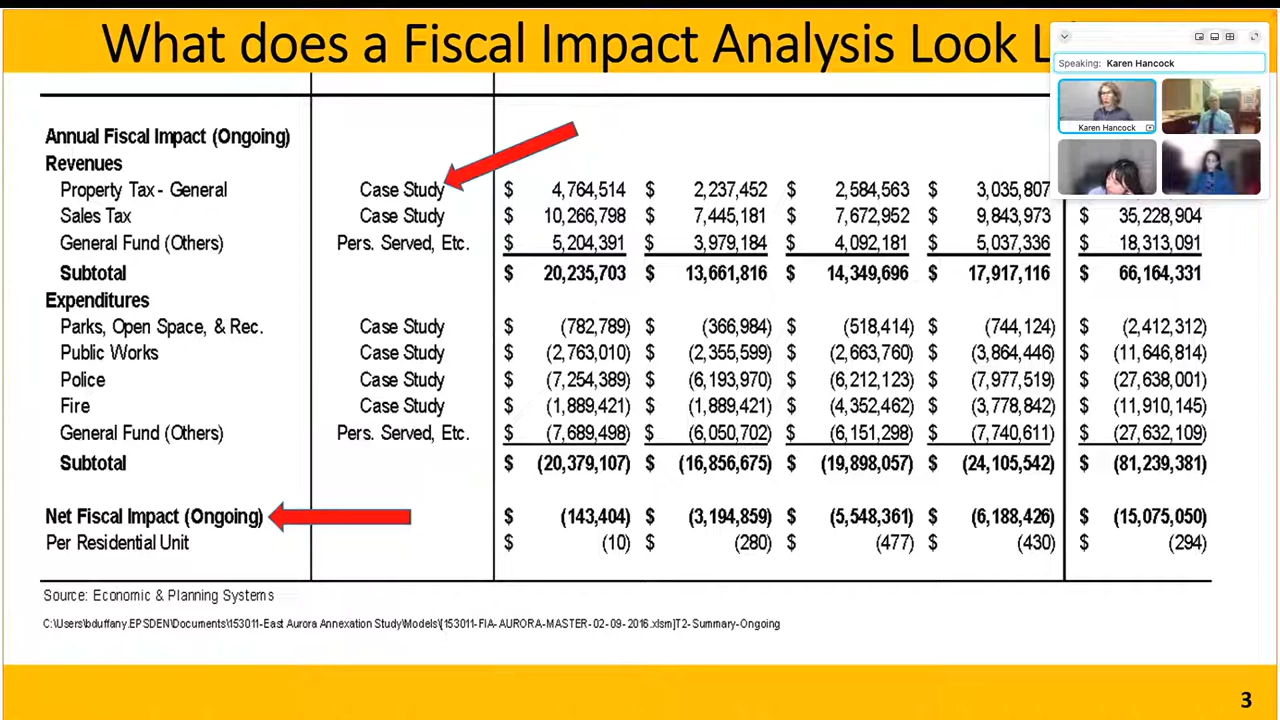 What does a Fiscal Impact Analysis Look
Speaking: Karen Hancock
Karen Hancock
Annual Fiscal Impact (Ongoing)
Revenues
Property Tax - General Case Study $ 4,764,514 $ 2,237,452 $ 2,584,563 $ 3,035,807
Sales Tax Case Study $ 10,266,798 $ 7,445,181 $ 7,672,952 $ 9,843,973 $ 35,228,904
General Fund (Others) Pers. Served, Etc. $ 5,204,391 $ 3,979,184 $ 4,092,181 $ 5,037,336 $ 18,313,091
Subtotal $ 20,235,703 $ 13,661,816 $ 14,349,696 $ 17,917,116 $ 66,164,331
Expenditures
Parks, Open Space, & Rec. Case Study $ (782,789) $ (366,984) $ (518,414) $ (744,124) $ (2,412,312)
Public Works Case Study $ (2,763,010) $ (2,355,599) $ (2,663,760) $ (3,864,446) $ (11,646,814)
Police Case Study $ (7,254,389) $ (6,193,970) $ (6,212,123) $ (7,977,519) $ (27,638,001)
Fire Case Study $ (1,889,421) $ (1,889,421) $ (4,352,462) $ (3,778,842) $ (11,910,145)
General Fund (Others) Pers. Served, Etc. $ (7,689,498) $ (6,050,702) $ (6,151,298) $ (7,740,611) $ (27,632,109)
Subtotal $ (20,379,107) $ (16,856,675) $ (19,898,057) $ (24,105,542) $ (81,239,381)
Net Fiscal Impact (Ongoing) $ (143,404) $ (3,194,859) $ (5,548,361) $ (6,188,426) $ (15,075,050)
Per Residential Unit $ (10) $ (280) $ (477) $ (430) $ (294)
Source: Economic & Planning Systems
C:\Users\bduffany.EPSDEN\Documents\153011-East Aurora Annexation Study\Models\[153011-FIA-AURORA-MASTER-02-09-2016.xlsm]T2-Summary-Ongoing
3